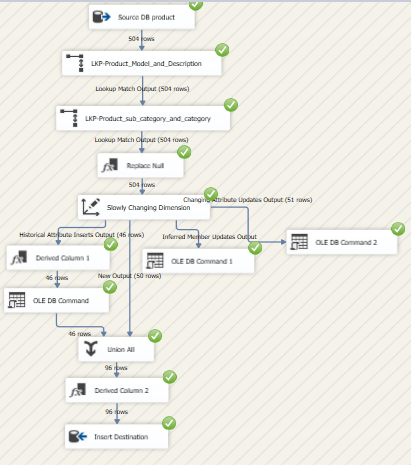 Source DB product
504 rows
LKP-Product_Model_and_Description
Lookup Match Output (504 rows)
LKP-Product_sub_category_and_category
Lookup Match Output (504 rows)
Replace Null
504 rows
Changing Attribute Updates Output (51 rows)
Slowly Changing Dimension
Historical Attribute Inserts Output (46 rows)
Inferred Member Updates Output
OLE DB Command 2
Derived Column 1
OLE DB Command 1
46 rows
New Output (50 rows)
OLE DB Command
46 rows
Union All
96 rows
Derived Column 2
96 rows
Insert Destination